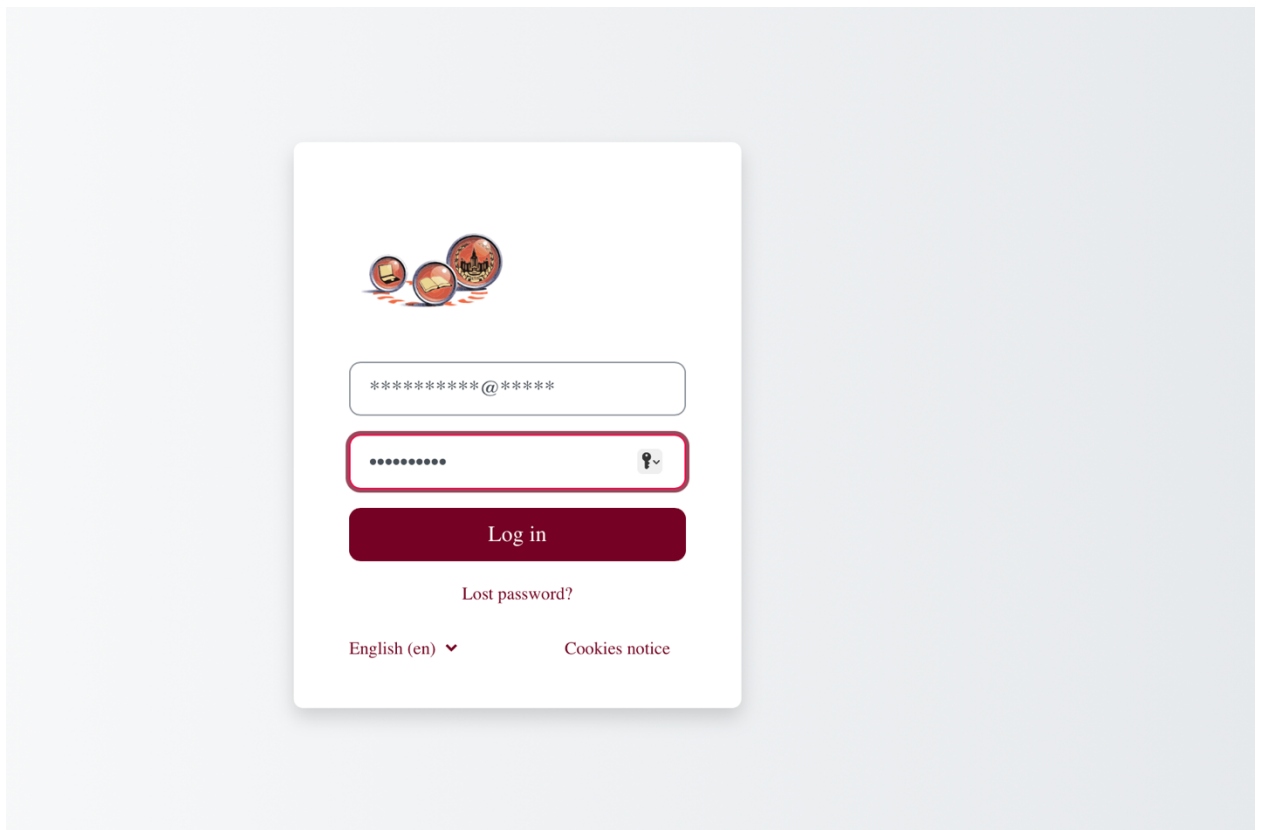 **********@*****
••••••••••
Log in
Lost password?
English (en)
Cookies notice